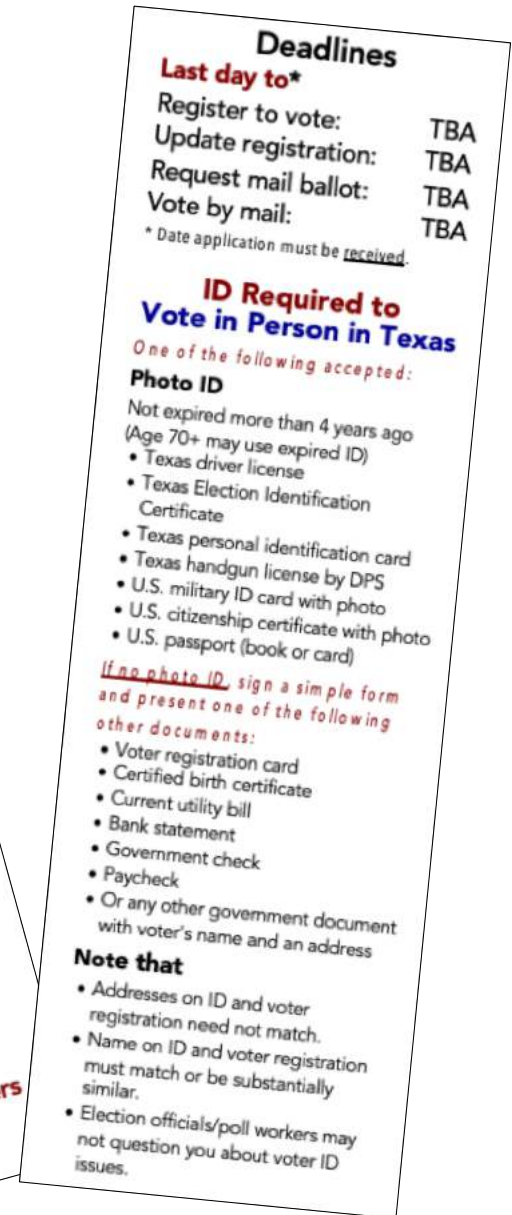 Deadlines
Last day to*
Register to vote: TBA
Update registration: TBA
Request mail ballot: TBA
Vote by mail: TBA
* Date application must be received.
ID Required to
Vote in Person in Texas
One of the following accepted:
Photo ID
Not expired more than 4 years ago
(Age 70+ may use expired ID)
• Texas driver license
• Texas Election Identification
Certificate
• Texas personal identification card
• Texas handgun license by DPS
• U.S. military ID card with photo
• U.S. citizenship certificate with photo
• U.S. passport (book or card)
If no photo ID, sign a simple form
and present one of the following
other documents:
• Voter registration card
• Certified birth certificate
• Current utility bill
• Bank statement
• Government check
• Paycheck
• Or any other government document
with voter's name and an address
Note that
• Addresses on ID and voter
registration need not match.
• Name on ID and voter registration
must match or be substantially
similar.
• Election officials/poll workers may
not question you about voter ID
issues.
rs